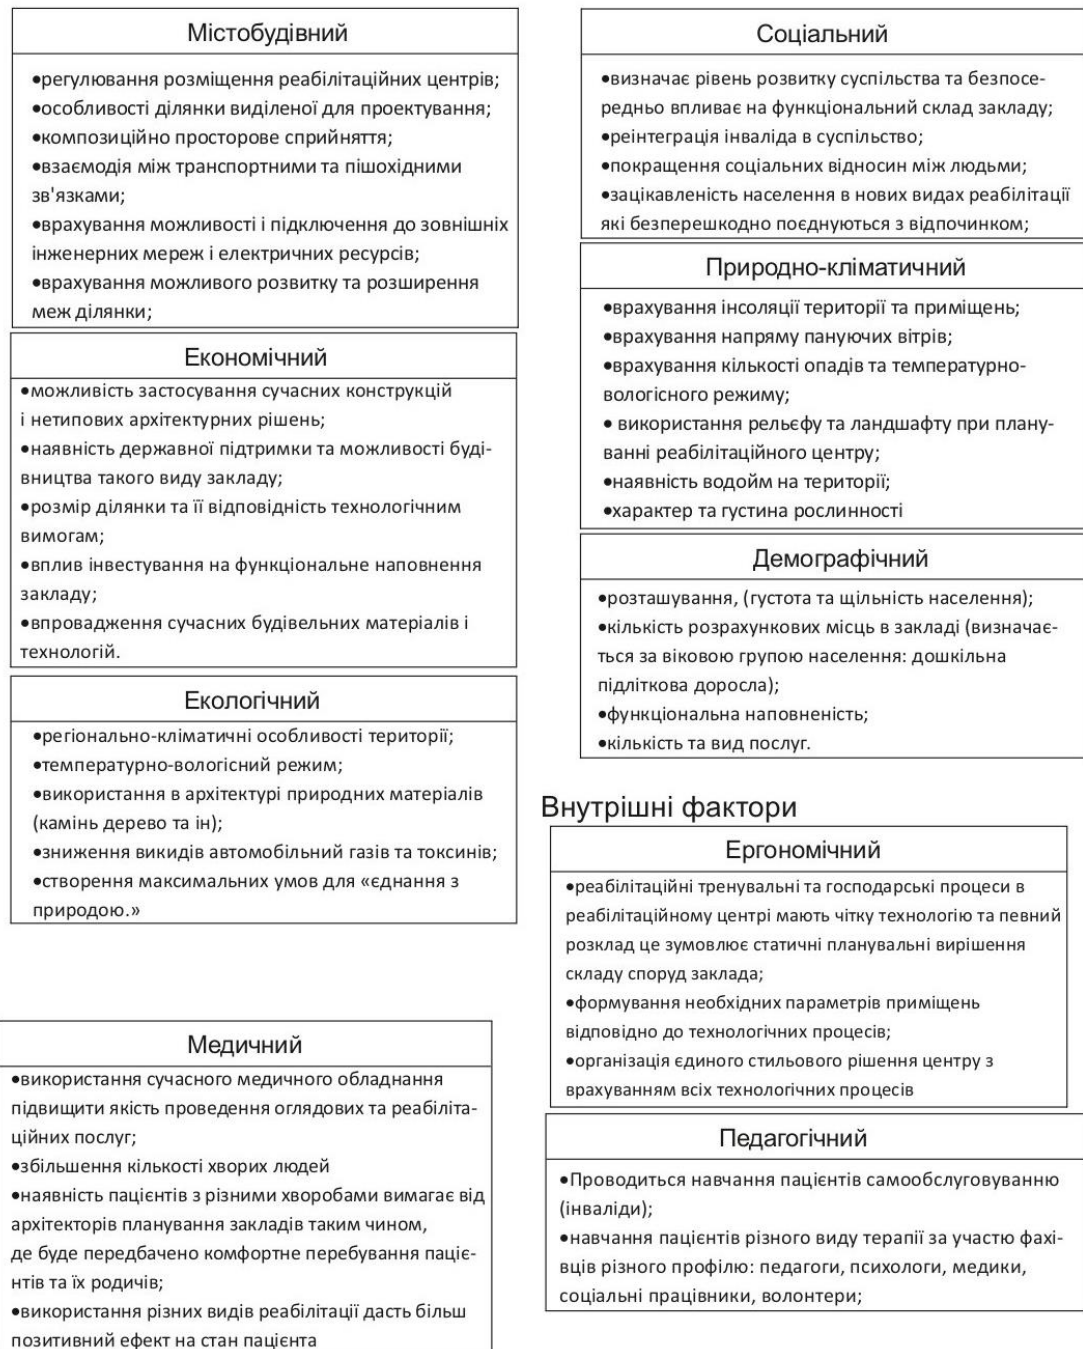 Містобудівний
•регулювання розміщення реабілітаційних центрів;
•особливості ділянки виділеної для проектування;
•композиційно просторове сприйняття;
•взаємодія між транспортними та пішохідними
зв'язками;
•врахування можливості і підключення до зовнішніх
інженерних мереж і електричних ресурсів;
•врахування можливого розвитку та розширення
меж ділянки;
Економічний
•можливість застосування сучасних конструкцій
і нетипових архітектурних рішень;
•наявність державної підтримки та можливості буді-
вництва такого виду закладу;
•розмір ділянки та її відповідність технологічним
вимогам;
•вплив інвестування на функціональне наповнення
закладу;
•впровадження сучасних будівельних матеріалів і
технологій.
Екологічний
•регіонально-кліматичні особливості території;
•температурно-вологісний режим;
•використання в архітектурі природних матеріалів
(камінь дерево та ін);
•зниження викидів автомобільний газів та токсинів;
•створення максимальних умов для «єднання з
природою.»
Соціальний
•визначає рівень розвитку суспільства та безпосе-
редньо впливає на функціональний склад закладу;
•реінтеграція інваліда в суспільство;
•покращення соціальних відносин між людьми;
•зацікавленість населення в нових видах реабілітації
які безперешкодно поєднуються з відпочинком;
Природно-кліматичний
•врахування інсоляції території та приміщень;
•врахування напряму пануючих вітрів;
•врахування кількості опадів та температурно-
вологісного режиму;
• використання рельєфу та ландшафту при плану-
ванні реабілітаційного центру;
•наявність водойм на території;
•характер та густина рослинності
Демографічний
•розташування, (густота та щільність населення);
•кількість розрахункових місць в закладі (визначає-
ться за віковою групою населення: дошкільна
підліткова доросла);
•функціональна наповненість;
•кількість та вид послуг.
Внутрішні фактори
Ергономічний
•реабілітаційні тренувальні та господарські процеси в
реабілітаційному центрі мають чітку технологію та певний
розклад це зумовлює статичні планувальні вирішення
складу споруд заклада;
•формування необхідних параметрів приміщень
відповідно до технологічних процесів;
•організація єдиного стильового рішення центру з
врахуванням всіх технологічних процесів
Медичний
•використання сучасного медичного обладнання
підвищити якість проведення оглядових та реабіліта-
ційних послуг;
•збільшення кількості хворих людей
•наявність пацієнтів з різними хворобами вимагає від
архітекторів планування закладів таким чином,
де буде передбачено комфортне перебування паціє-
нтів та їх родичів;
•використання різних видів реабілітації дасть більш
позитивний ефект на стан пацієнта
Педагогічний
•Проводиться навчання пацієнтів самообслуговуванню
(інваліди);
•навчання пацієнтів різного виду терапії за участю фахі-
вців різного профілю: педагоги, психологи, медики,
соціальні працівники, волонтери;